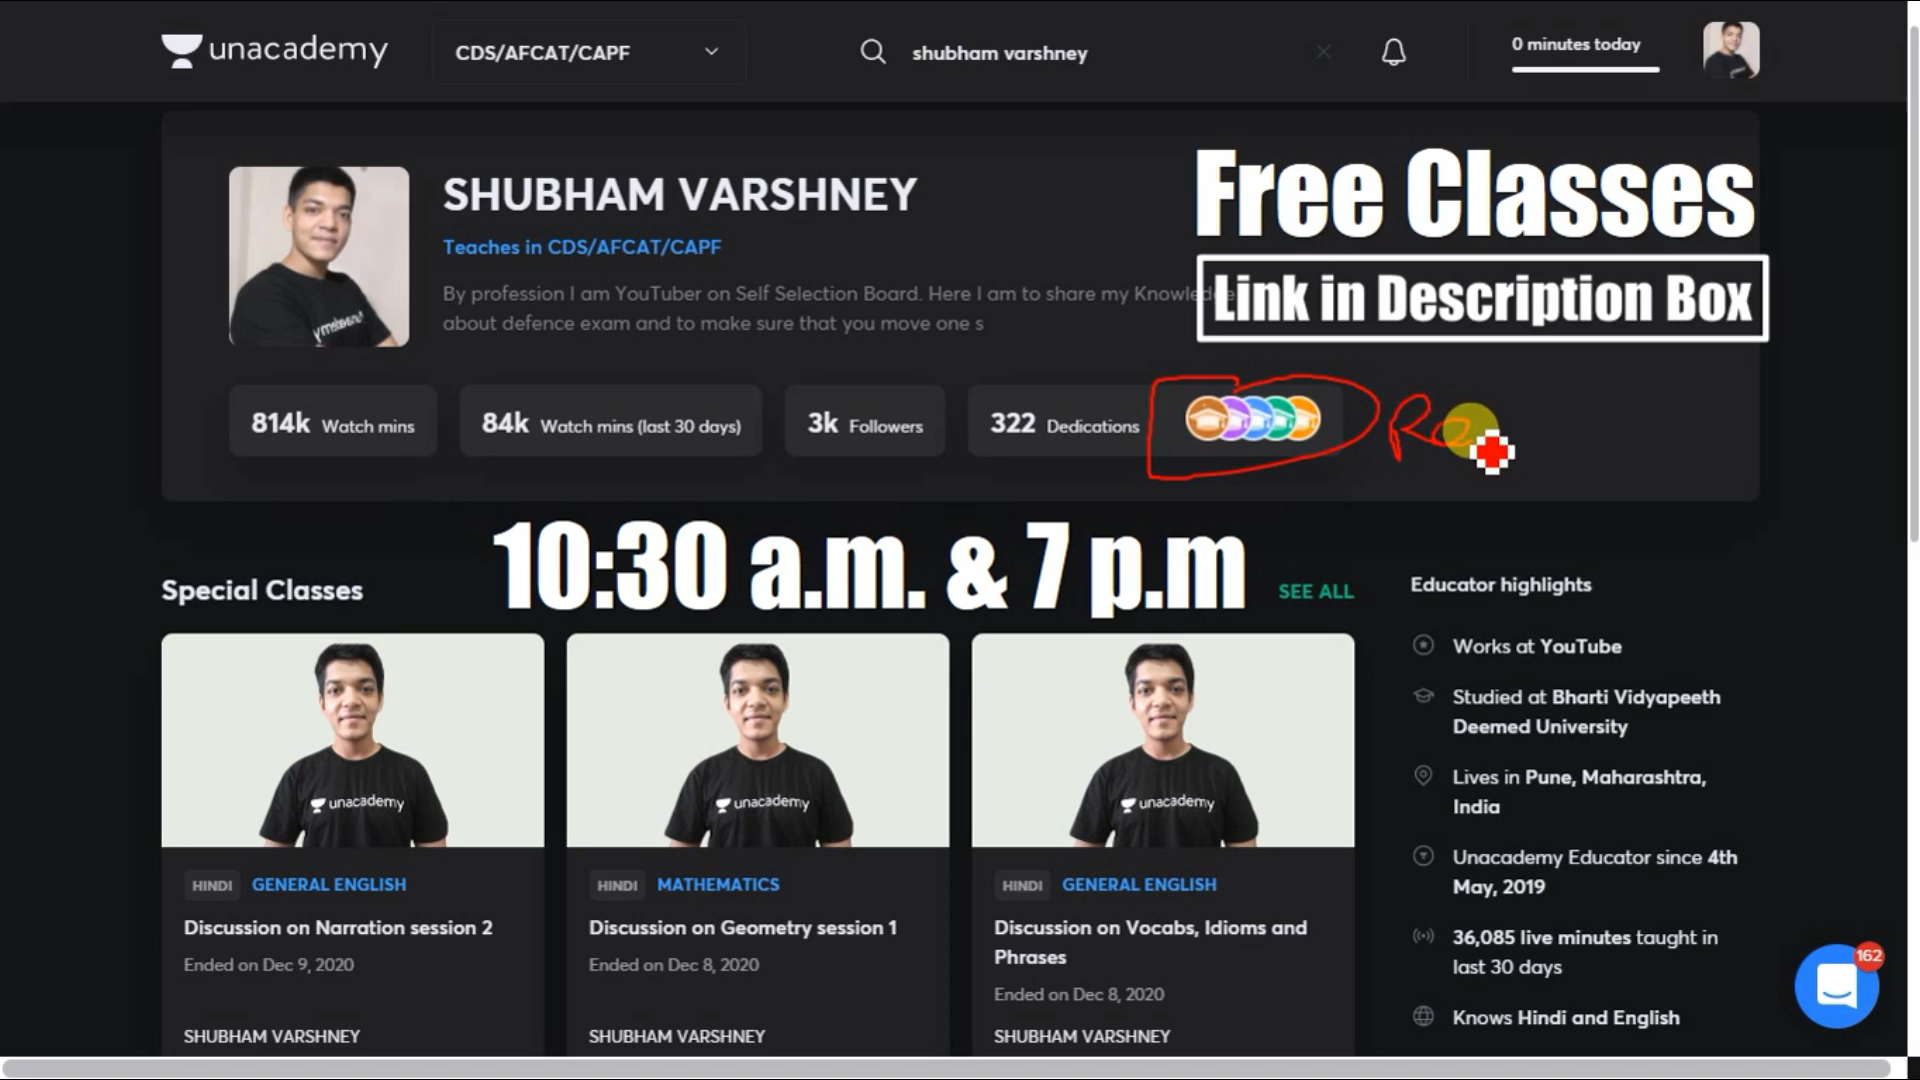 unacademy
CDS/AFCAT/CAPF
shubham varshney
0 minutes today
SHUBHAM VARSHNEY
Teaches in CDS/AFCAT/CAPF
By profession I am YouTuber on Self Selection Board. Here I am to share my Knowledge
about defence exam and to make sure that you move one s
Free Classes
Link in Description Box
814k Watch mins
84k Watch mins (last 30 days)
3k Followers
322 Dedications
10:30 a.m. & 7 p.m
Special Classes
SEE ALL
unacademy
HINDI GENERAL ENGLISH
Discussion on Narration session 2
Ended on Dec 9, 2020
SHUBHAM VARSHNEY
unacademy
HINDI MATHEMATICS
Discussion on Geometry session 1
Ended on Dec 8, 2020
SHUBHAM VARSHNEY
unacademy
HINDI GENERAL ENGLISH
Discussion on Vocabs, Idioms and
Phrases
Ended on Dec 8, 2020
SHUBHAM VARSHNEY
Educator highlights
Works at YouTube
Studied at Bharti Vidyapeeth
Deemed University
Lives in Pune, Maharashtra,
India
Unacademy Educator since 4th
May, 2019
36,085 live minutes taught in
last 30 days
Knows Hindi and English
162